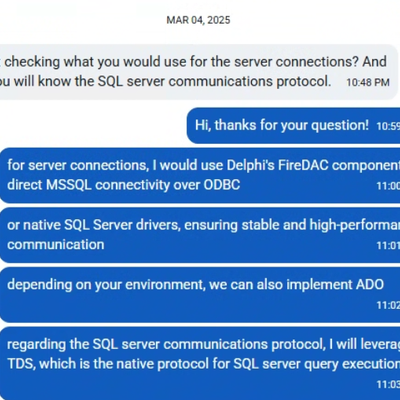 MAR 04, 2025
checking what you would use for the server connections? And
ou will know the SQL server communications protocol. 10:48 PM
Hi, thanks for your question! 10:59
for server connections, I would use Delphi's FireDAC component
direct MSSQL connectivity over ODBC
11:00
or native SQL Server drivers, ensuring stable and high-performa
communication
11:01
depending on your environment, we can also implement ADO
11:02
regarding the SQL server communications protocol, I will levera
TDS, which is the native protocol for SQL server query execution
11:03